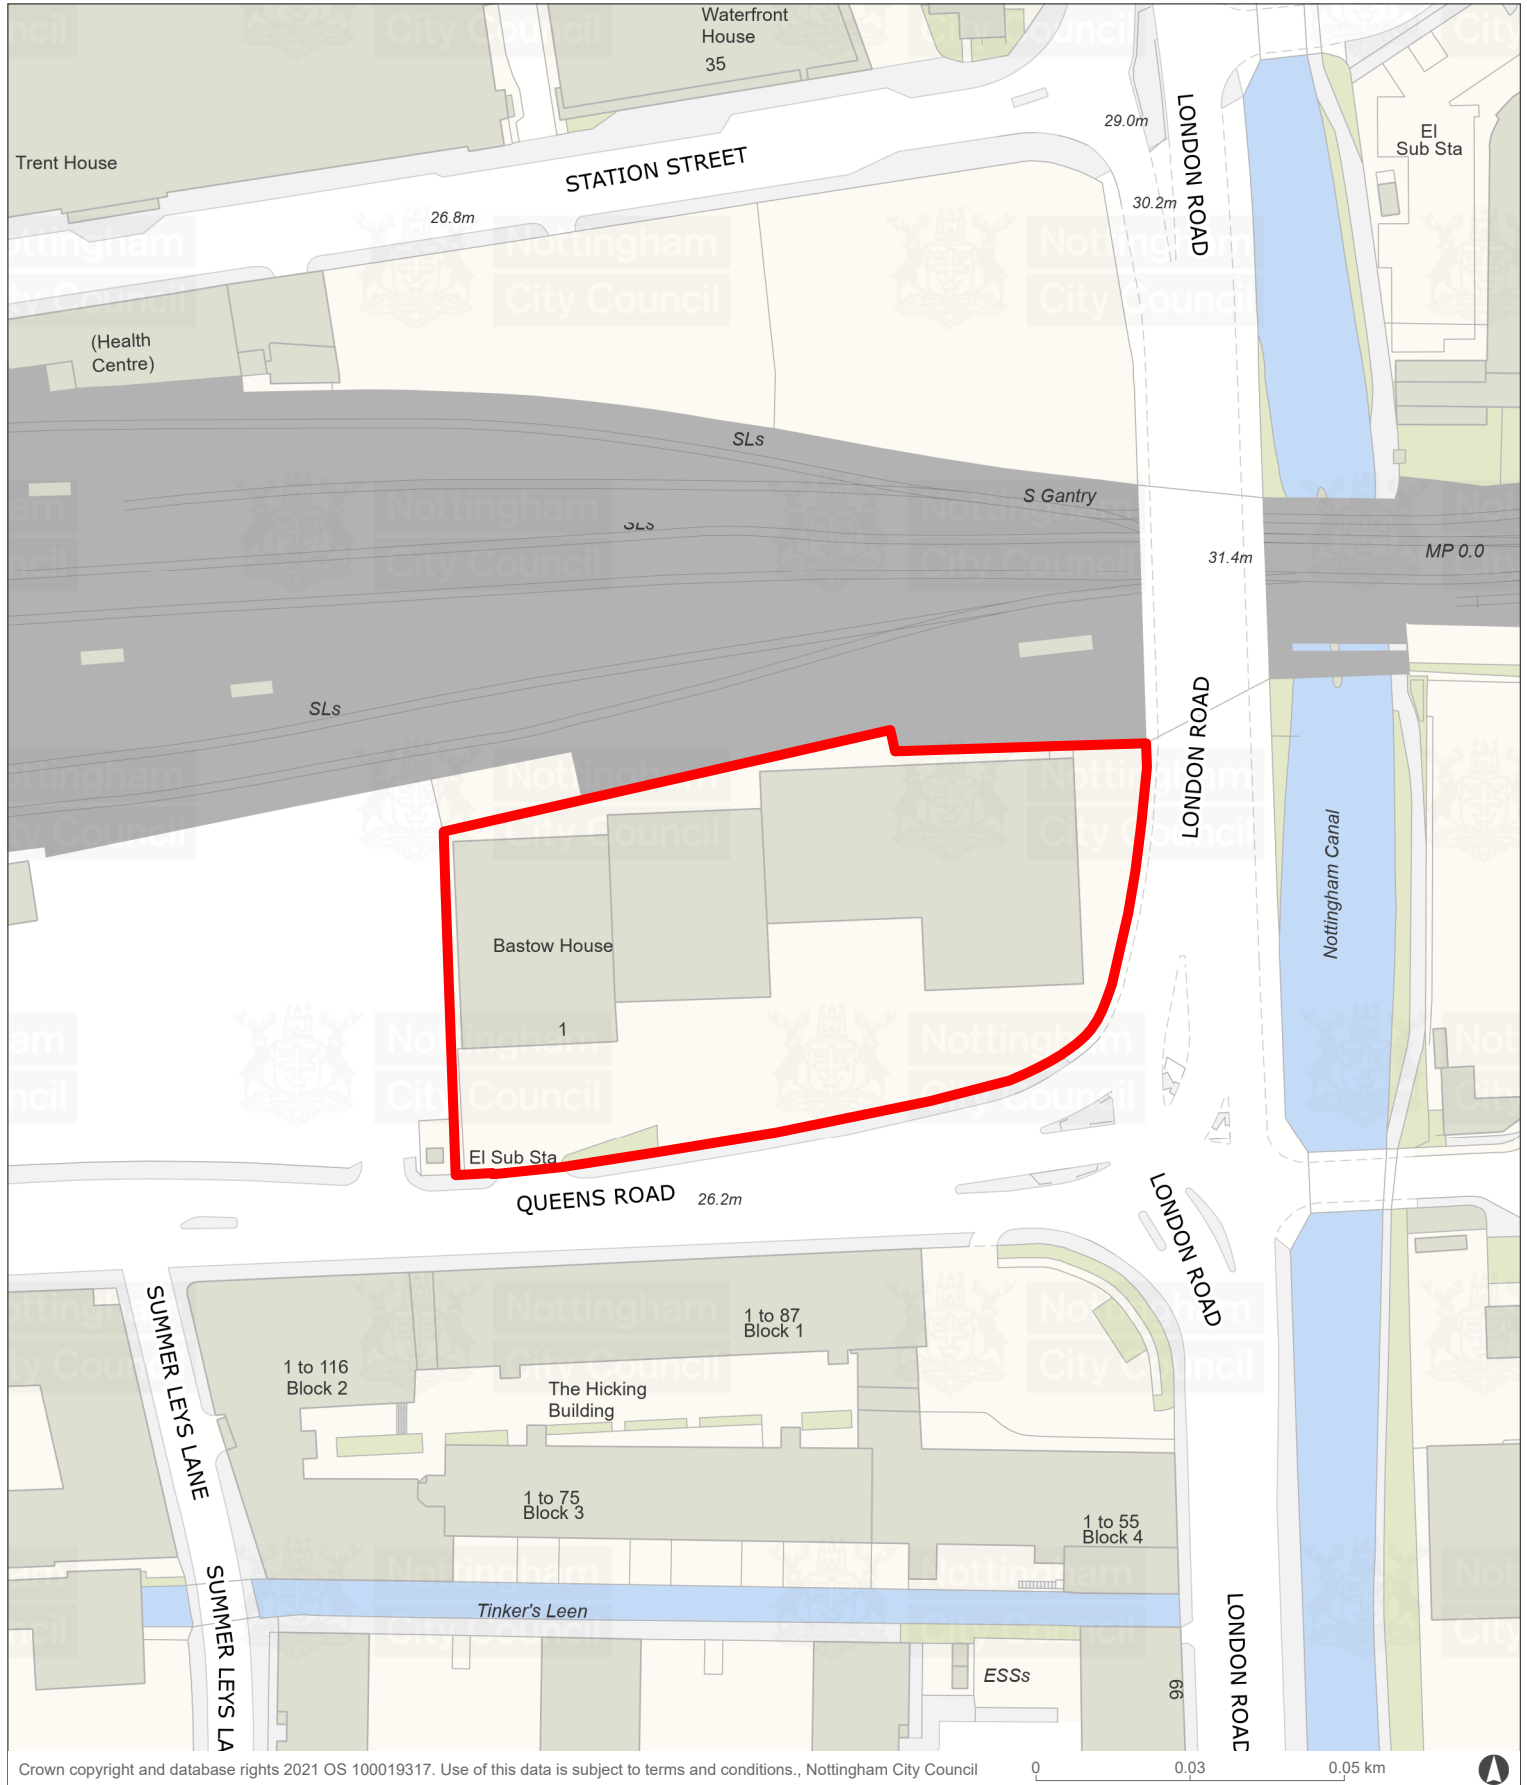 Waterfront
House
35
Trent House
STATION STREET
26.8m
29.0m
30.2m
LONDON ROAD
El
Sub Sta
(Health
Centre)
SLs
S Gantry
SLs
31.4m
MP 0.0
SLs
LONDON ROAD
Nottingham Canal
Bastow House
1
El Sub Sta
QUEENS ROAD
26.2m
LONDON ROAD
SUMMER LEYS LANE
1 to 87
Block 1
1 to 116
Block 2
The Hicking
Building
1 to 75
Block 3
1 to 55
Block 4
SUMMER LEYS LA
Tinker's Leen
ESSs
66
LONDON ROAD
Nottingham
City Council
Crown copyright and database rights 2021 OS 100019317. Use of this data is subject to terms and conditions., Nottingham City Council
0 0.03 0.05 km